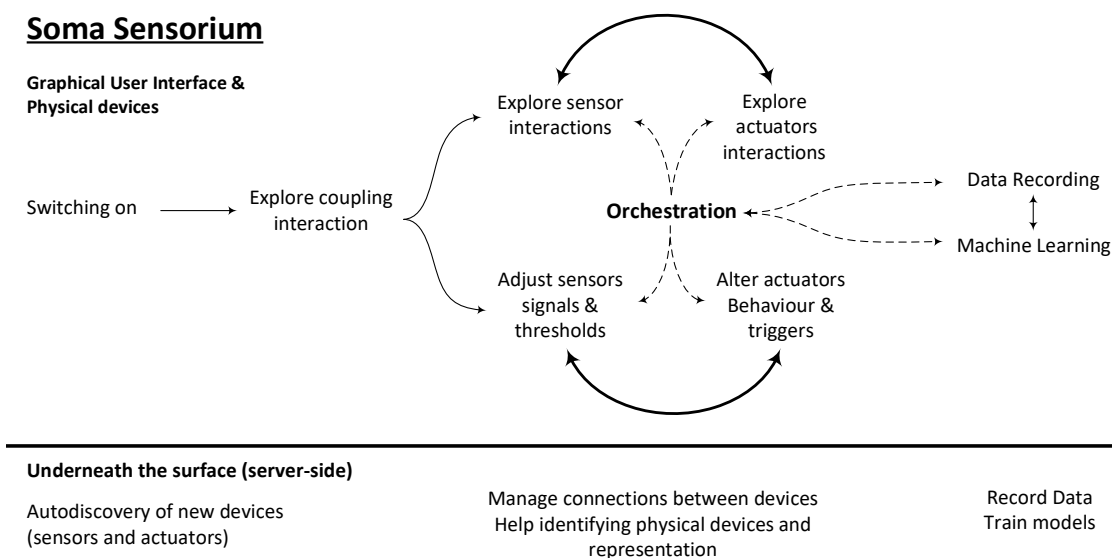 Soma Sensorium
Graphical User Interface &
Physical devices
Explore sensor
interactions
Explore
actuators
interactions
Switching on
Explore coupling
interaction
Orchestration
Data Recording
Machine Learning
Adjust sensors
signals &
thresholds
Alter actuators
Behaviour &
triggers
Underneath the surface (server-side)
Autodiscovery of new devices
(sensors and actuators)
Manage connections between devices
Help identifying physical devices and
representation
Record Data
Train models